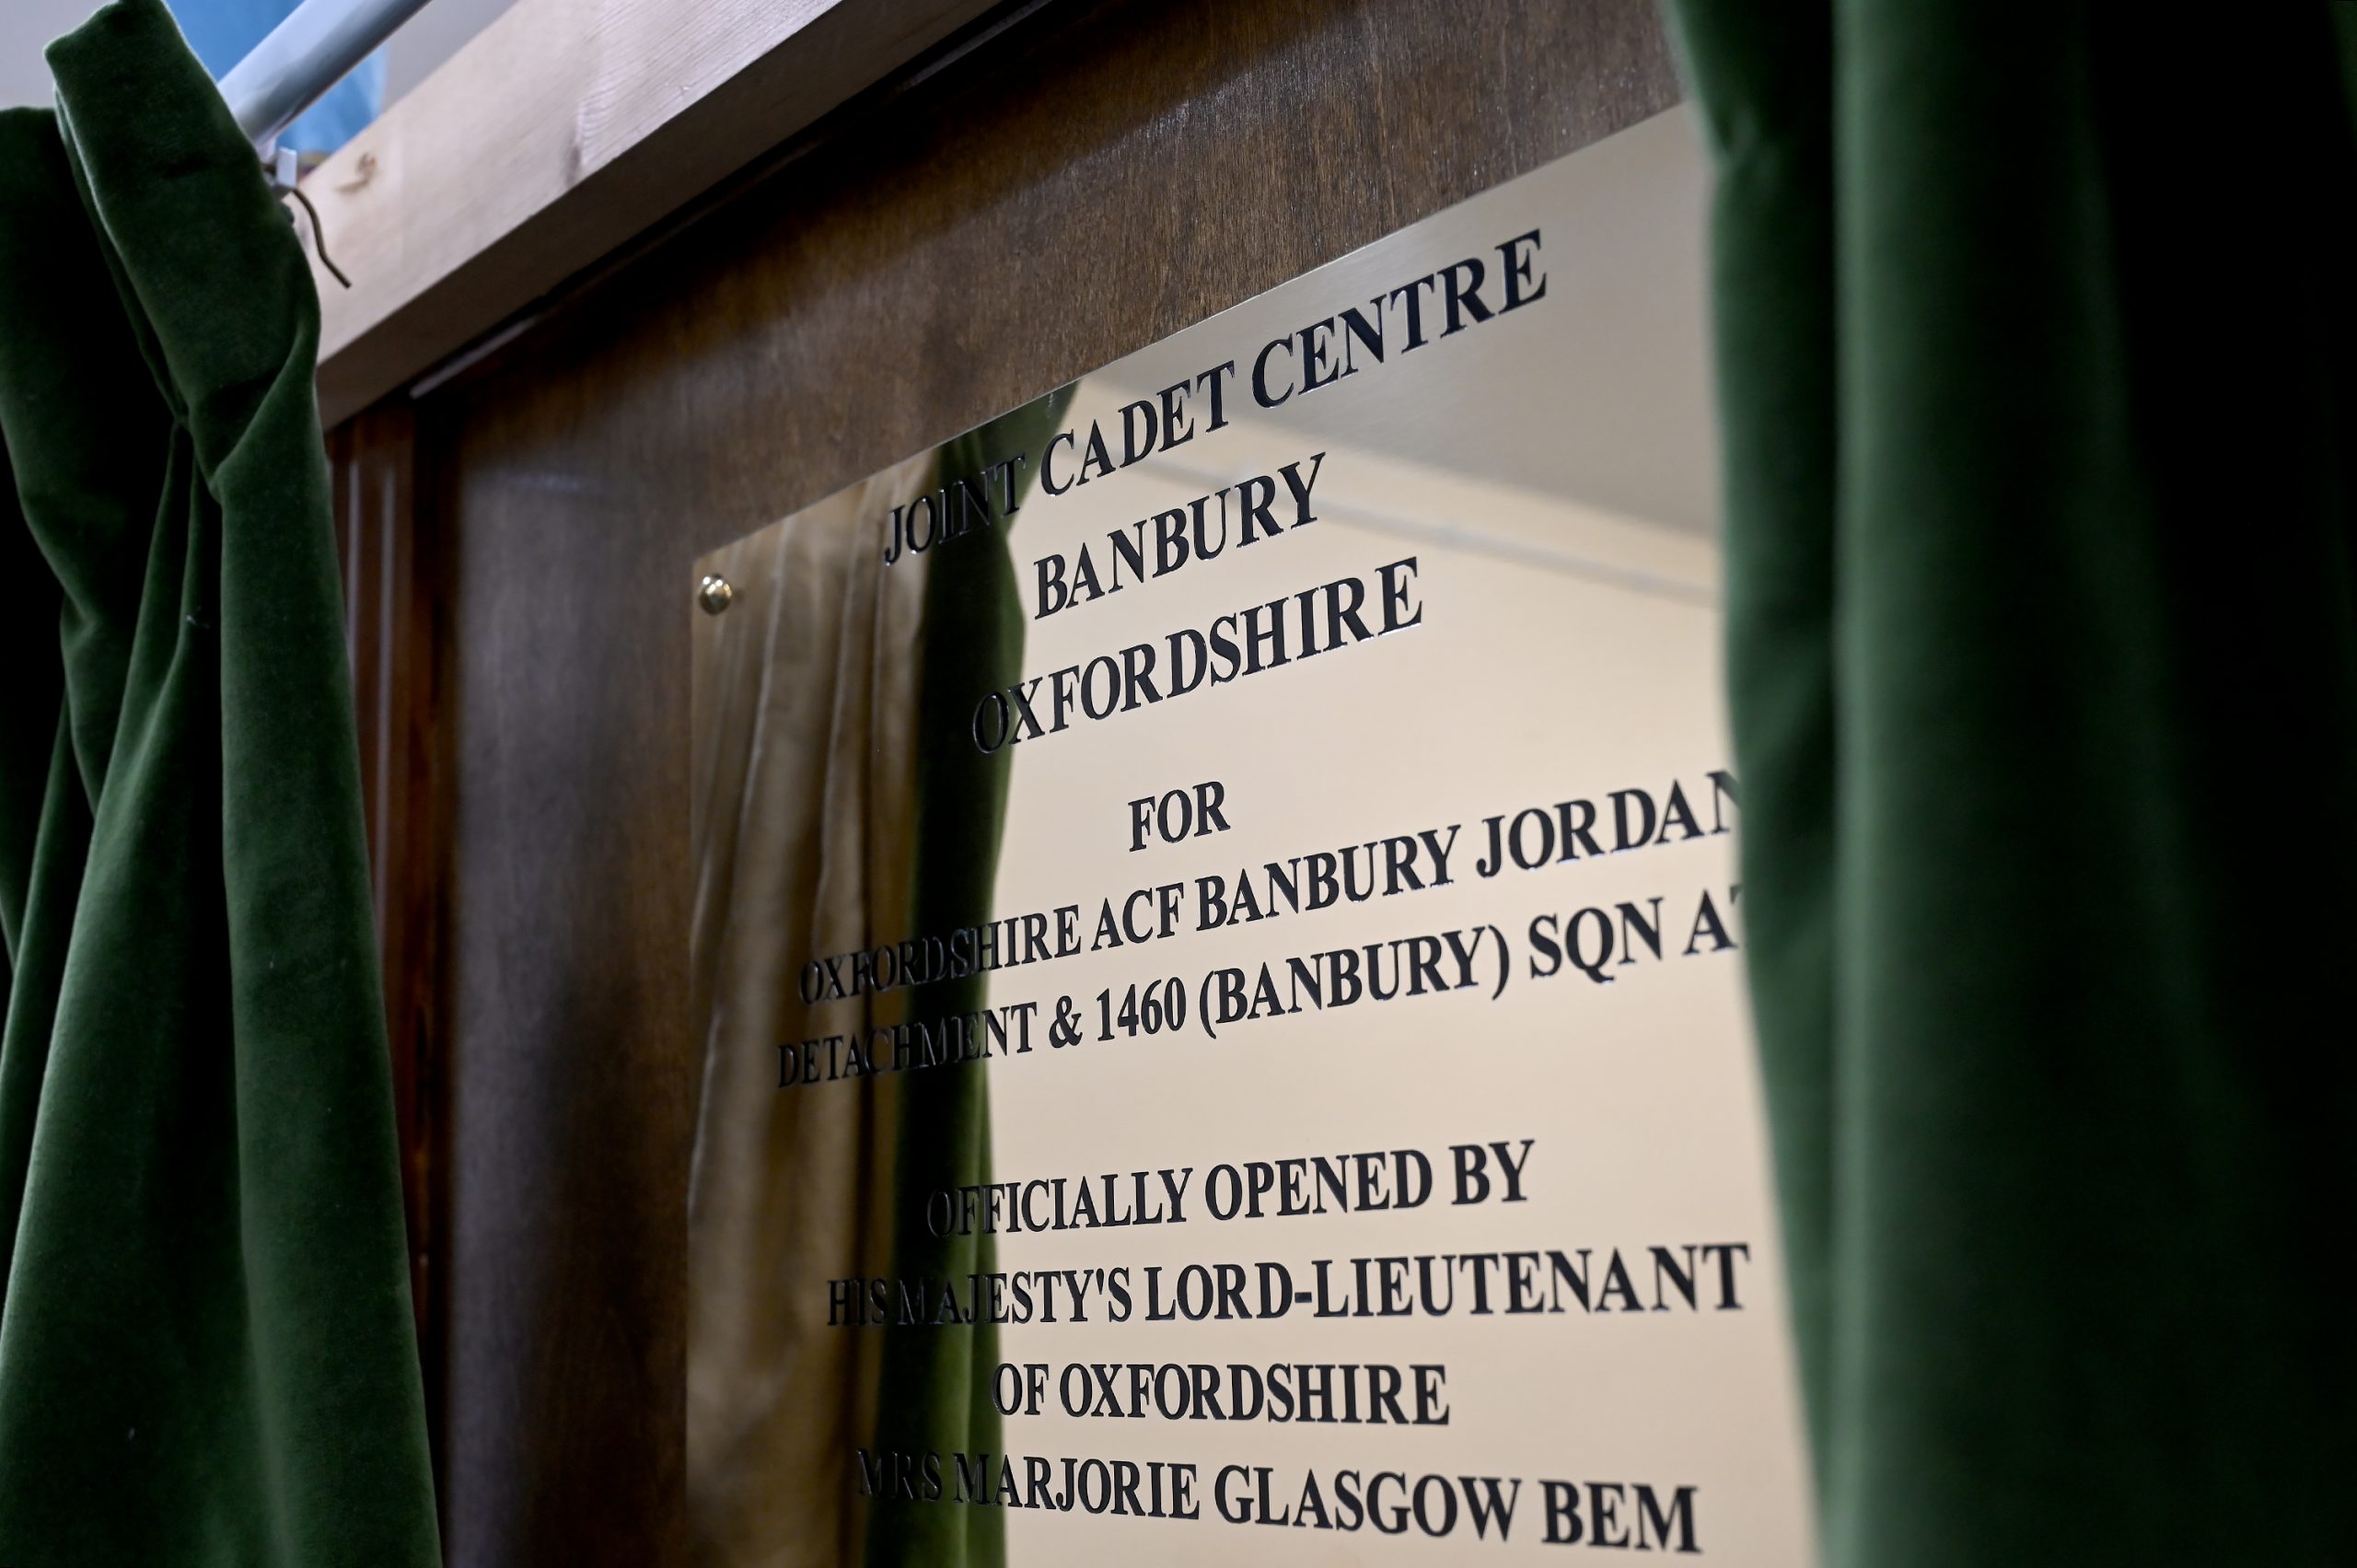 JOINT CADET CENTRE
BANBURY
OXFORDSHIRE
FOR
OXFORDSHIRE ACF BANBURY JORDAN
DETACHMENT & 1460 (BANBURY) SQN
OFFICIALLY OPENED BY
HIS MAJESTY'S LORD-LIEUTENANT
OF OXFORDSHIRE
MRS MARJORIE GLASGOW BEM